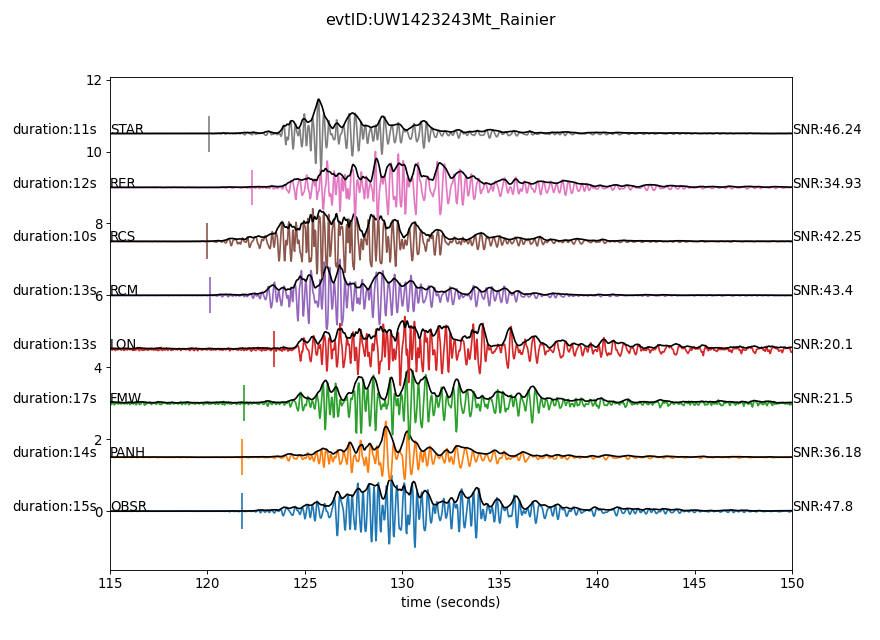 evtID:UW1423243Mt_Rainier
12
duration:11s STAR SNR:46.24
10
duration:12s RER SNR:34.93
8
duration:10s RCS SNR:42.25
duration:13s RCM SNR:43.4
6
duration:13s LON SNR:20.1
4
duration:17s FMW SNR:21.5
2
duration:14s PANH SNR:36.18
duration:15s OBSR SNR:47.8
0
115 120 125 130 135 140 145 150
time (seconds)